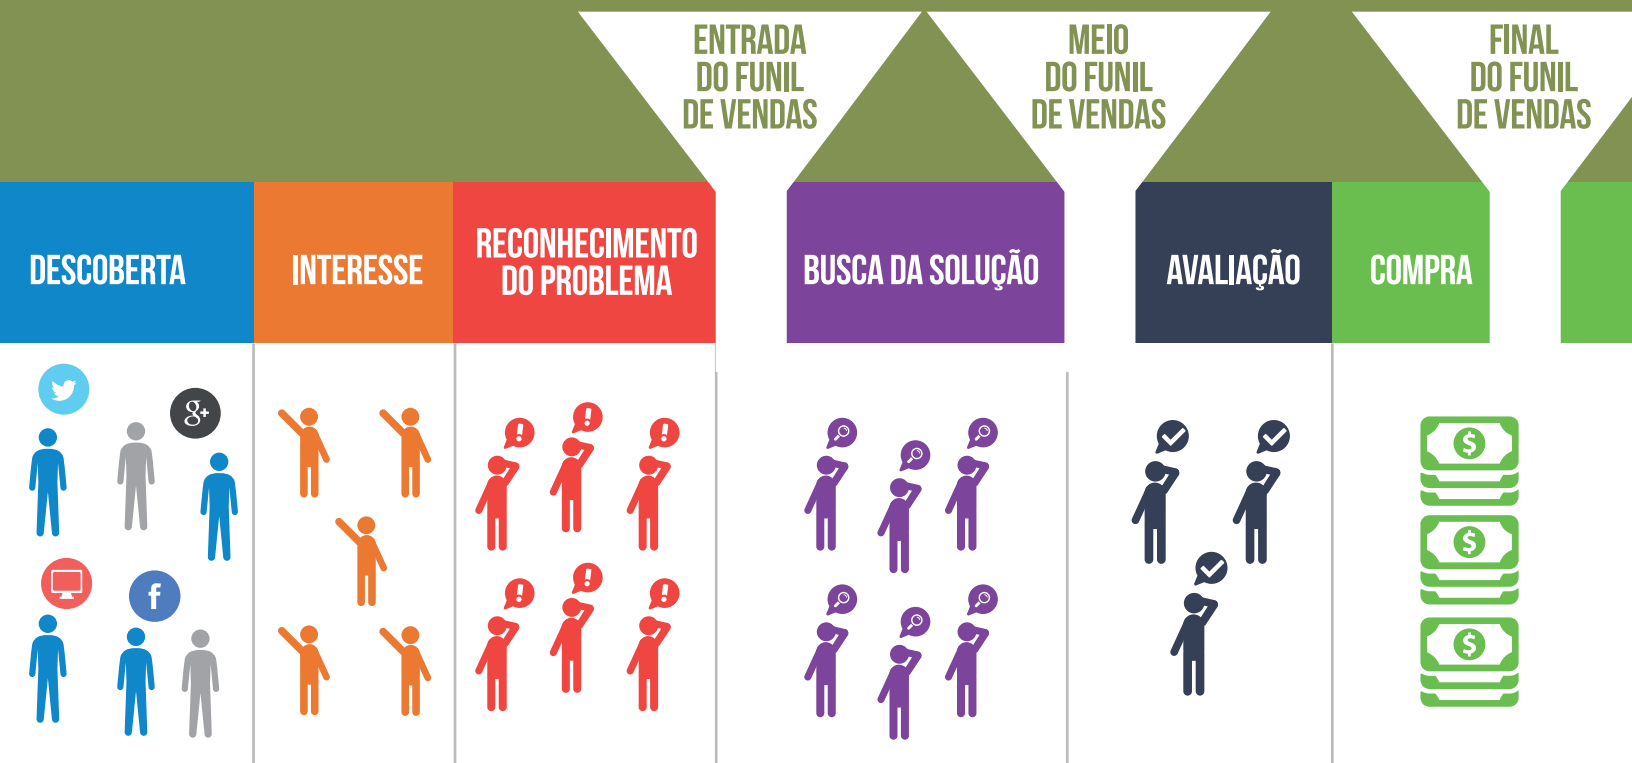 ENTRADA
DO FUNIL
DE VENDAS
MEIO
DO FUNIL
DE VENDAS
FINAL
DO FUNIL
DE VENDAS
DESCOBERTA
INTERESSE
RECONHECIMENTO
DO PROBLEMA
BUSCA DA SOLUÇÃO
AVALIAÇÃO
COMPRA
g+
f
$
$
$